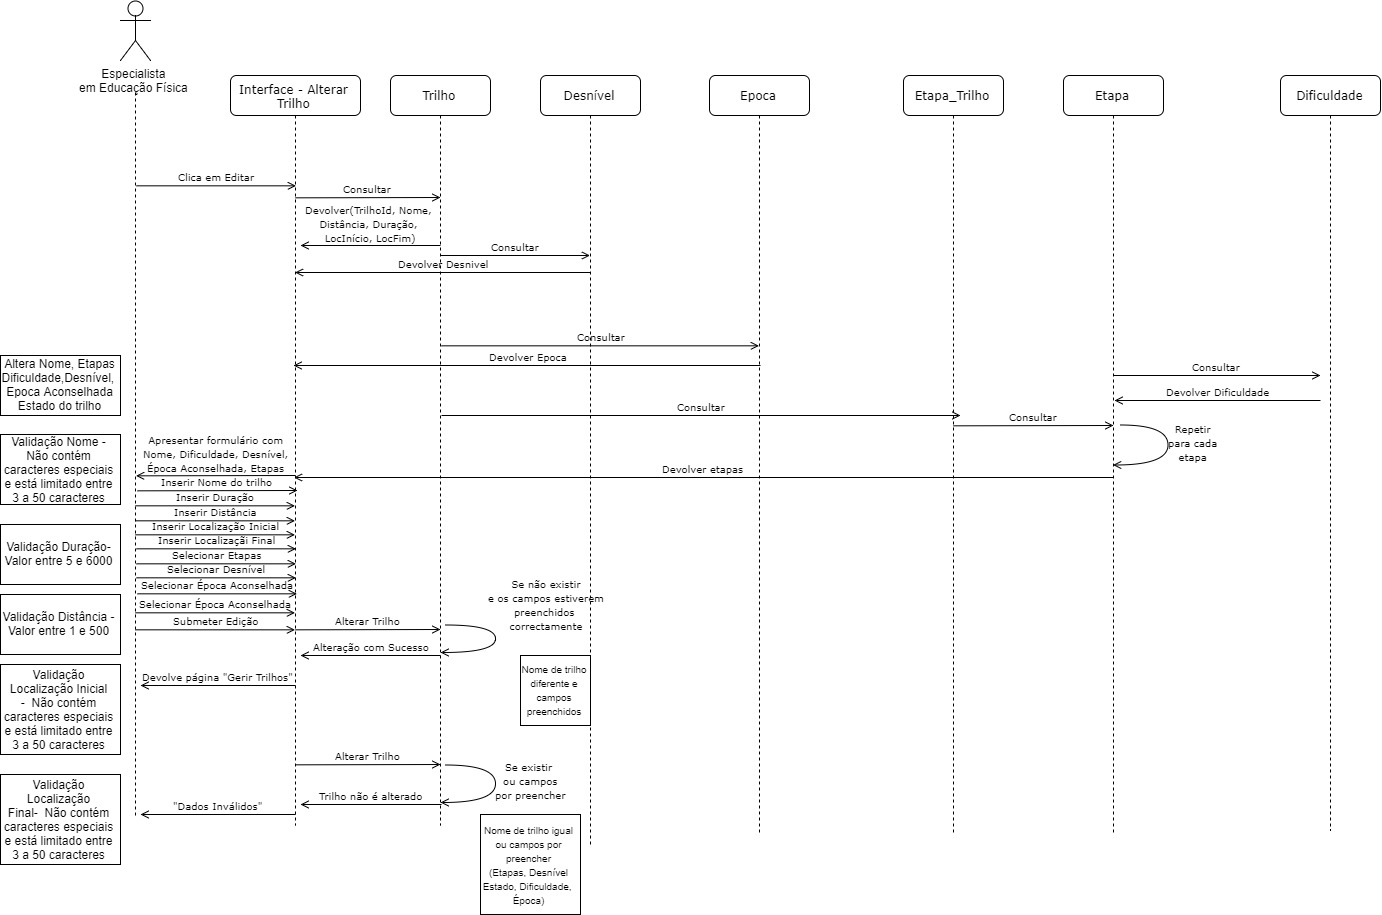 Especialista
em Educação Física
Interface - Alterar
Trilho
Trilho
Desnível
Epoca
Etapa_Trilho
Etapa
Dificuldade
Clica em Editar
Consultar
Devolver(TrilhoId, Nome,
Distância, Duração,
LocInício, LocFim)
Consultar
Devolver Desnivel
Consultar
Devolver Epoca
Altera Nome, Etapas
Dificuldade,Desnível,
Epoca Aconselhada
Estado do trilho
Consultar
Devolver Dificuldade
Consultar
Consultar
Repetir
para cada
etapa
Validação Nome -
Não contém
caracteres especiais
e está limitado entre
3 a 50 caracteres
Apresentar formulário com
Nome, Dificuldade, Desnível,
Época Aconselhada, Etapas
Devolver etapas
Inserir Nome do trilho
Inserir Duração
Inserir Distância
Inserir Localização Inicial
Inserir Localizaçãi Final
Selecionar Etapas
Selecionar Desnível
Selecionar Época Aconselhada
Selecionar Época Aconselhada
Submeter Edição
Validação Duração-
Valor entre 5 e 6000
Validação Distância -
Valor entre 1 e 500
Alterar Trilho
Se não existir
e os campos estiverem
preenchidos
correctamente
Alteração com Sucesso
Devolve página "Gerir Trilhos"
Nome de trilho
diferente e
campos
preenchidos
Validação
Localização Inicial
- Não contém
caracteres especiais
e está limitado entre
3 a 50 caracteres
Alterar Trilho
Se existir
ou campos
por preencher
Trilho não é alterado
"Dados Inválidos"
Validação
Localização
Final- Não contém
caracteres especiais
e está limitado entre
3 a 50 caracteres
Nome de trilho igual
ou campos por
preencher
(Etapas, Desnível
Estado, Dificuldade,
Época)